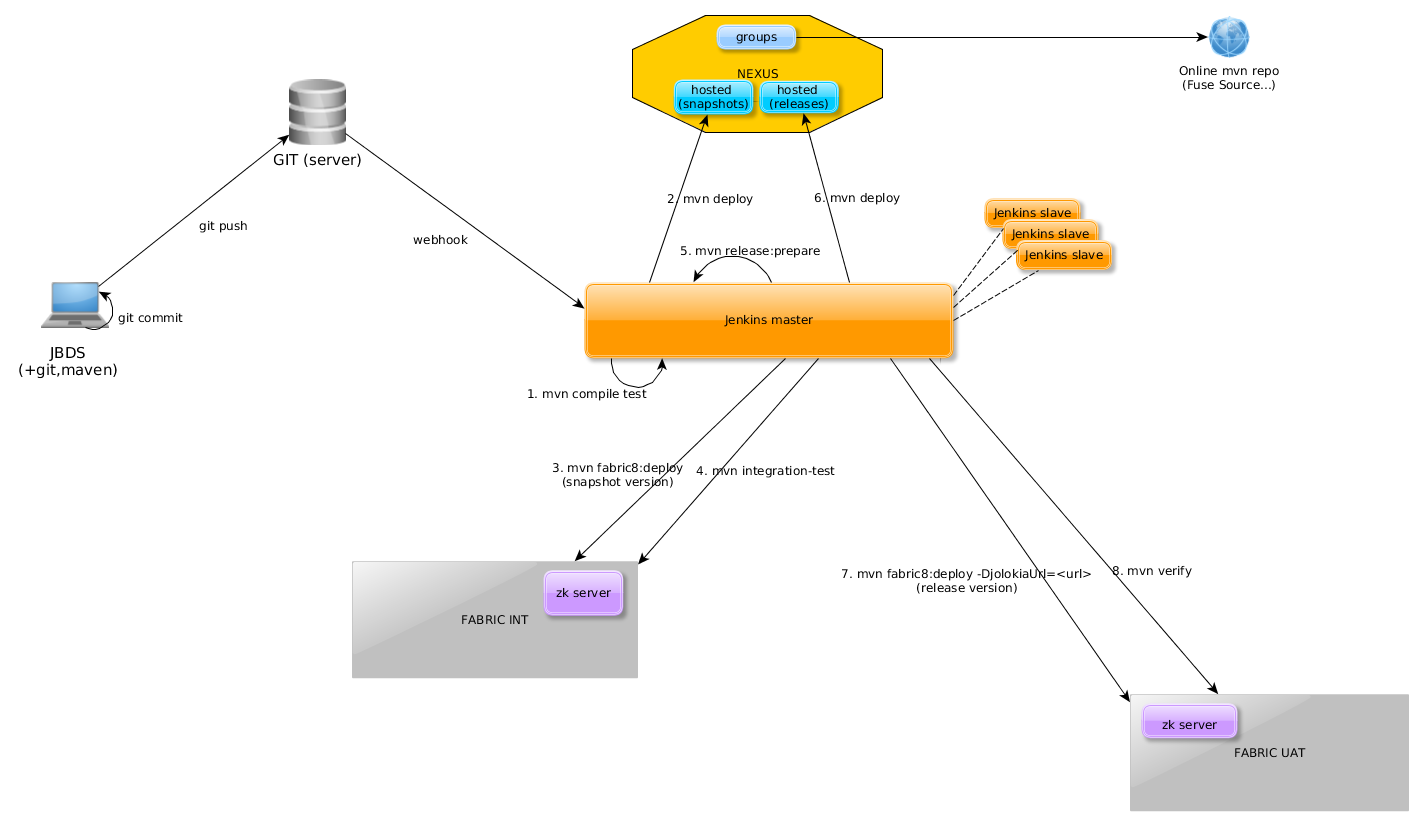 groups
NEXUS
hosted
(snapshots)
hosted
(releases)
Online mvn repo
(Fuse Source...)
GIT (server)
git push
webhook
2. mvn deploy
6. mvn deploy
5. mvn release:prepare
Jenkins slave
Jenkins slave
Jenkins slave
git commit
JBDS
(+git,maven)
Jenkins master
1. mvn compile test
3. mvn fabric8:deploy
(snapshot version)
4. mvn integration-test
7. mvn fabric8:deploy -DjolokiaUrl=<url>
(release version)
8. mvn verify
zk server
FABRIC INT
zk server
FABRIC UAT